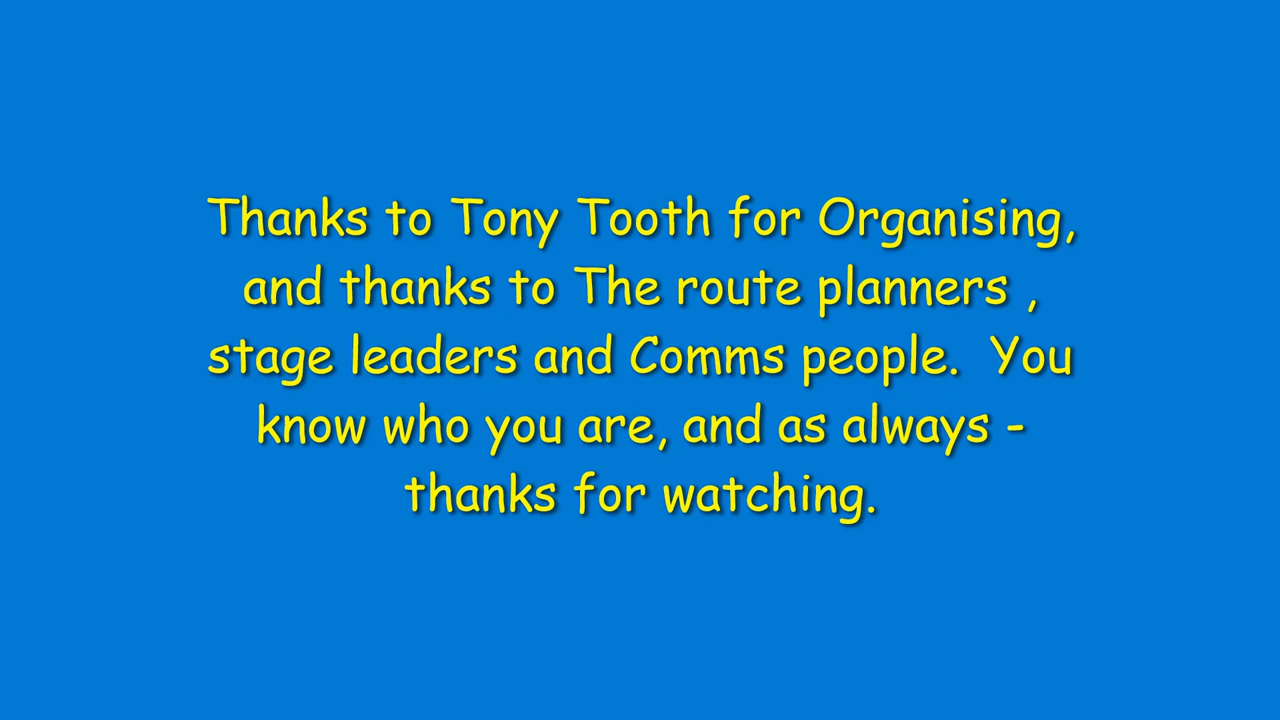 Thanks to Tony Tooth for Organising,
and thanks to The route planners ,
stage leaders and Comms people.  You
know who you are, and as always -
thanks for watching.